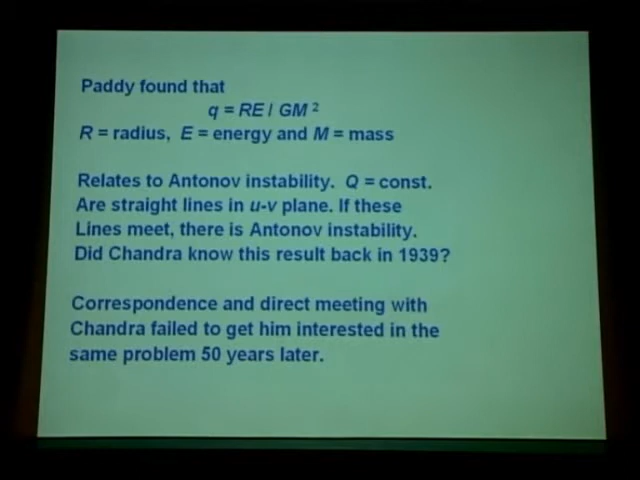 Paddy found that
q = RE / GM ²
R = radius, E = energy and M = mass
Relates to Antonov instability. Q = const.
Are straight lines in u-v plane. If these
Lines meet, there is Antonov instability.
Did Chandra know this result back in 1939?
Correspondence and direct meeting with
Chandra failed to get him interested in the
same problem 50 years later.